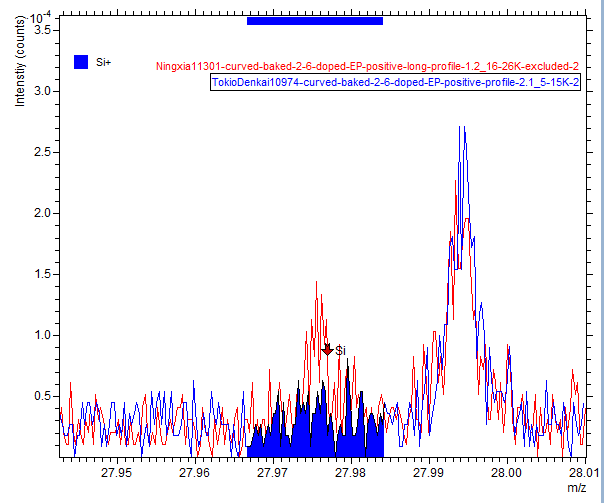 10-4
3.5
3.0
2.5
2.0
1.5
1.0
0.5
Intenstiy (counts)
Si+
Ningxia11301-curved-baked-2-6-doped-EP-positive-long-profile-1.2_16-26K-excluded-2
TokioDenkai10974-curved-baked-2-6-doped-EP-positive-profile-2.1_5-15K-2
Si
27.95 27.96 27.97 27.98 27.99 28.00 28.01
m/z